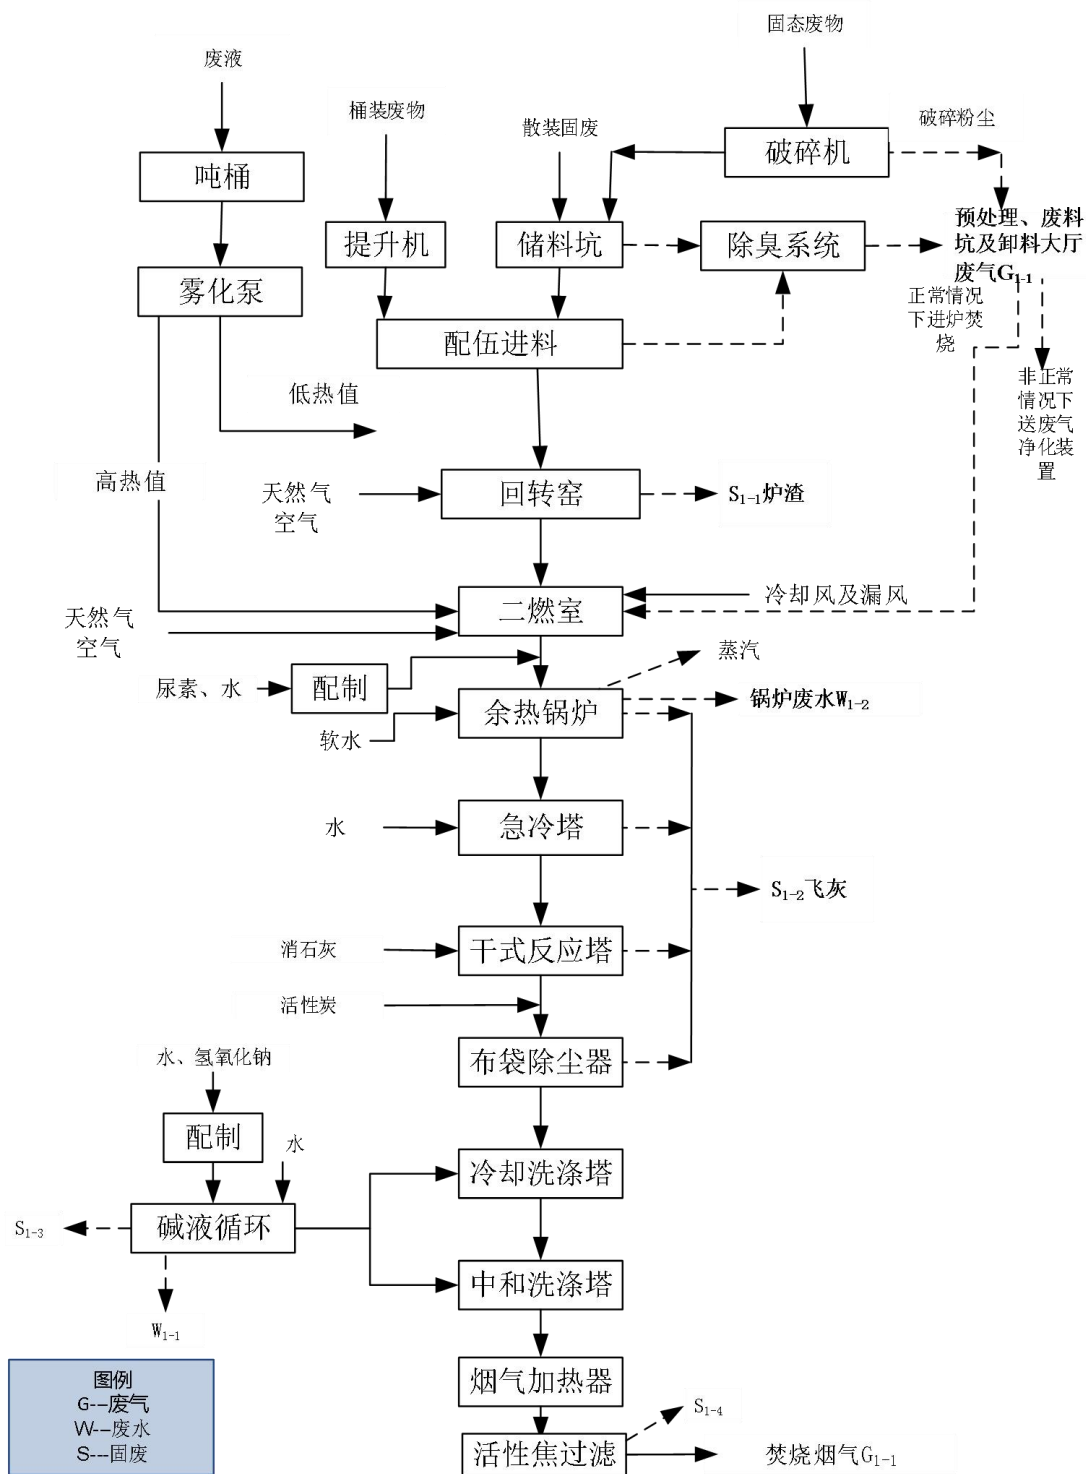 固态废物
废液
桶装废物
散装固废
破碎粉尘
破碎机
吨桶
提升机
储料坑
除臭系统
预处理、废料
坑及卸料大厅
废气G1-1
雾化泵
正常情况
下进炉焚
烧
配伍进料
非正常
情况下
送废气
净化装
置
低热值
高热值
天然气
空气
回转窑
S1-1炉渣
二燃室
冷却风及漏风
天然气
空气
蒸汽
尿素、水
配制
余热锅炉
锅炉废水W1-2
软水
水
急冷塔
S1-2飞灰
消石灰
干式反应塔
活性炭
水、氢氧化钠
布袋除尘器
配制
水
冷却洗涤塔
S1-3
碱液循环
中和洗涤塔
W1-1
图例
G---废气
W---废水
S---固废
烟气加热器
S1-4
活性焦过滤
焚烧烟气G1-1